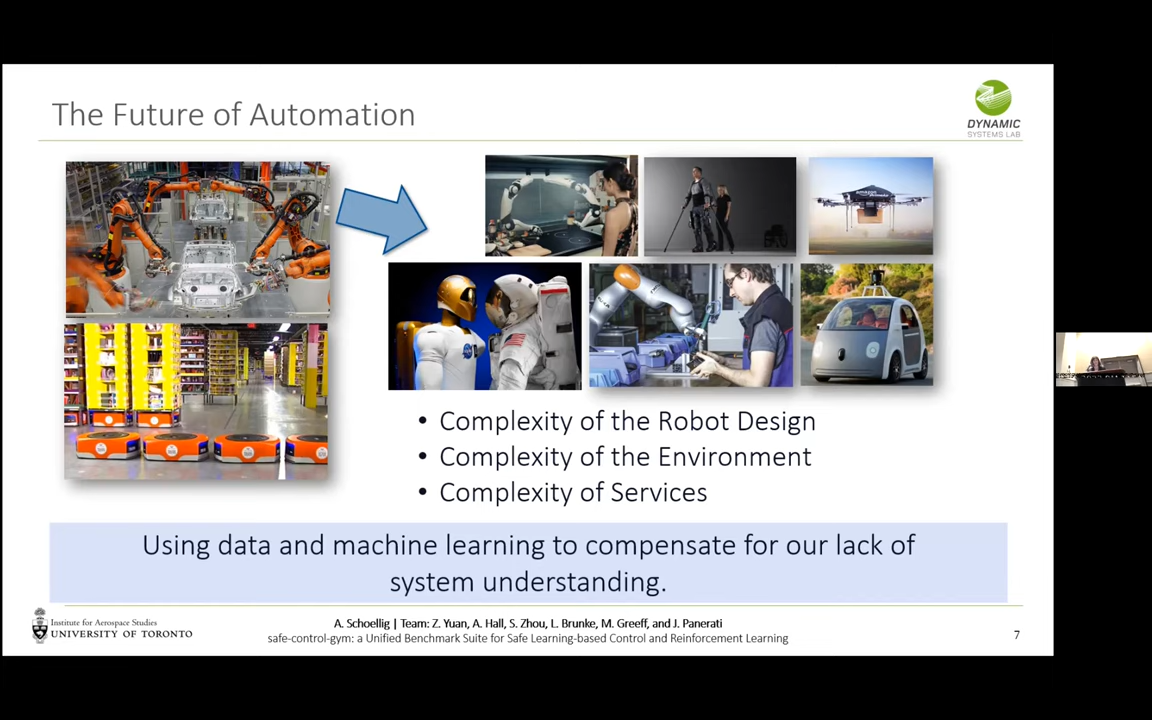 The Future of Automation
DYNAMIC
SYSTEMS LAB
• Complexity of the Robot Design
• Complexity of the Environment
• Complexity of Services
Using data and machine learning to compensate for our lack of
system understanding.
Institute for Aerospace Studies
UNIVERSITY OF TORONTO
A. Schoellig | Team: Z. Yuan, A. Hall, S. Zhou, L. Brunke, M. Greeff, and J. Panerati
safe-control-gym: a Unified Benchmark Suite for Safe Learning-based Control and Reinforcement Learning
7